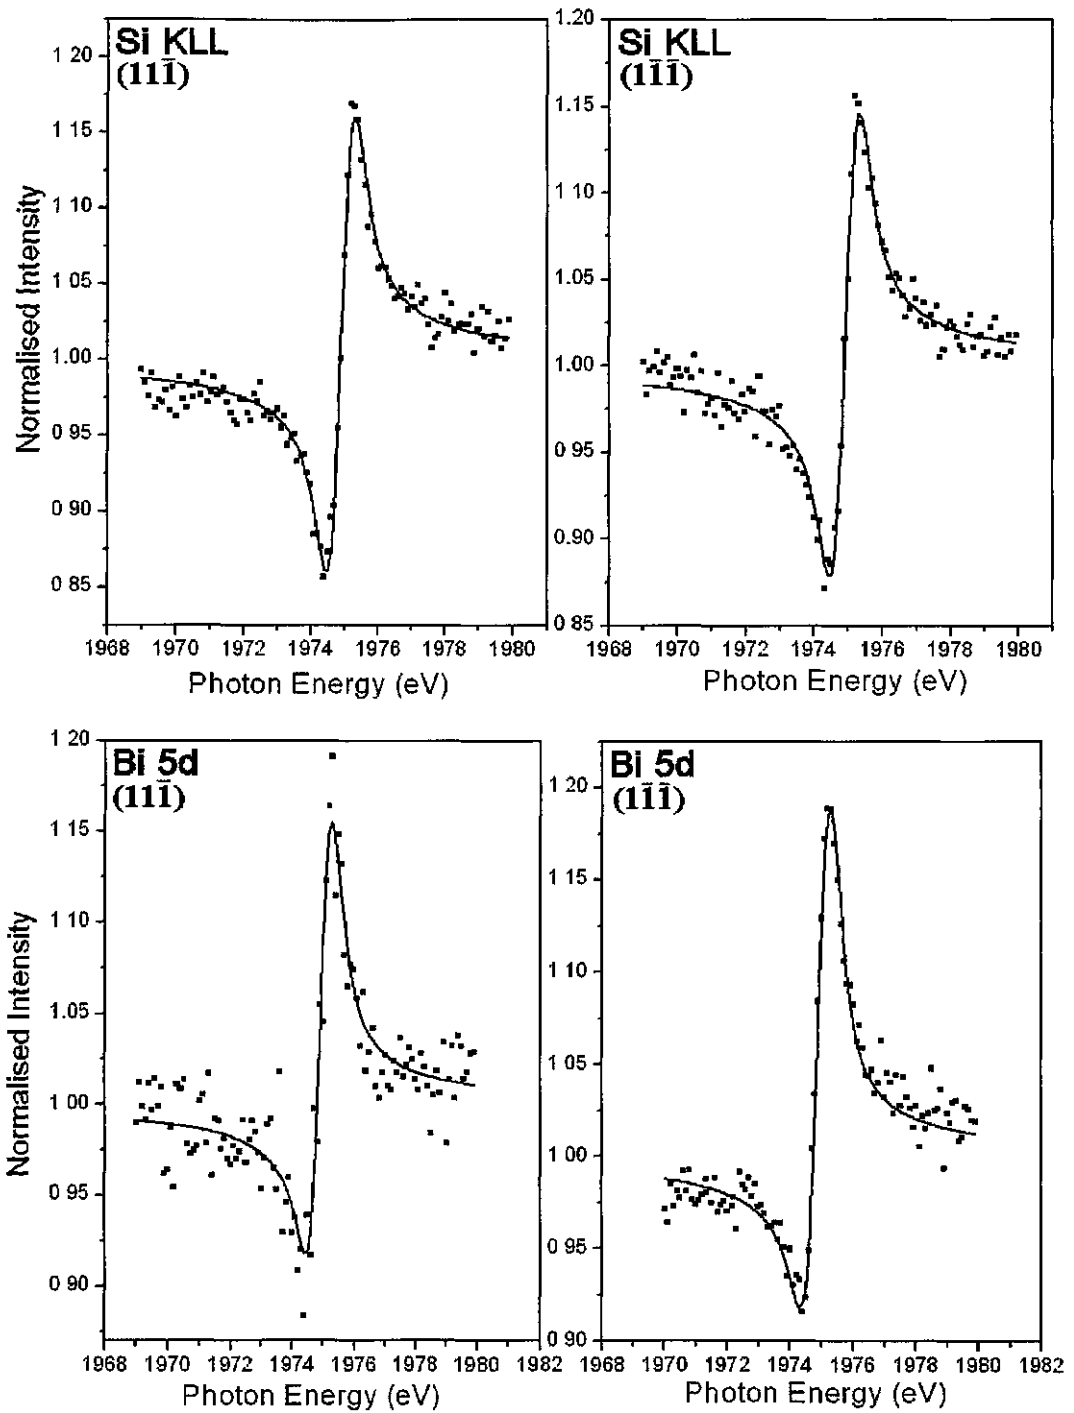 Si KLL
(111̄)
Normalised Intensity
1 20
1 15
1 10
1.05
1.00
0 95
0 90
0 85
1968 1970 1972 1974 1976 1978 1980
Photon Energy (eV)
Si KLL
(11̄1̄)
1.20
1.15
1.10
1.05
1.00
0.95
0.90
0 85
1968 1970 1972 1974 1976 1978 1980
Photon Energy (eV)
Bi 5d
(111̄)
Normalised Intensity
1 20
1.15
1 10
1.05
1 00
0 95
0 90
1968 1970 1972 1974 1976 1978 1980 1982
Photon Energy (eV)
Bi 5d
(11̄1̄)
1 20
1 15
1 10
1 05
1 00
0 95
0 90
1968 1970 1972 1974 1976 1978 1980 1982
Photon Energy (eV)